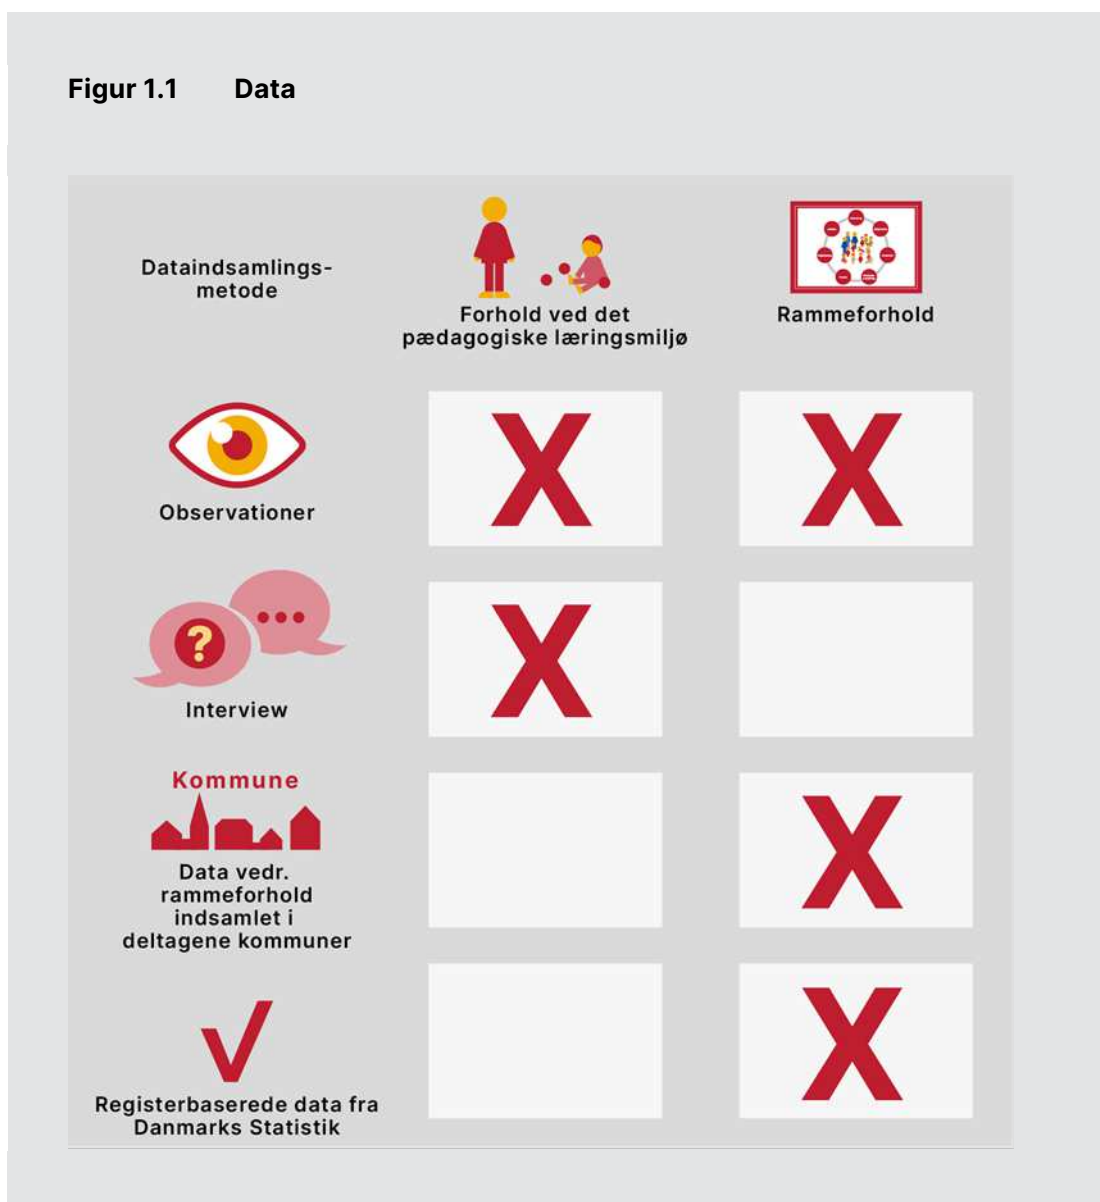 Figur 1.1 Data
Dataindsamlings-
metode
Forhold ved det
pædagogiske læringsmiljø
Rammeforhold
Observationer
X X
?
Interview
X
Kommune
Data vedr.
rammeforhold
indsamlet i
deltagene kommuner
X
Registerbaserede data fra
Danmarks Statistik
X